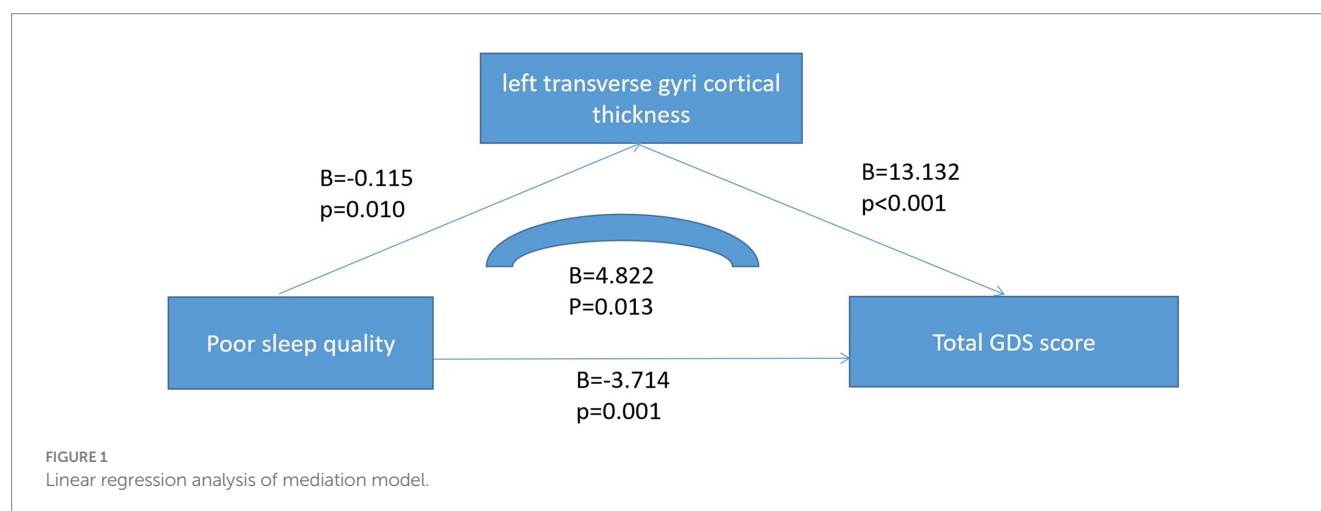 left transverse gyri cortical
thickness
B=-0.115
p=0.010
B=13.132
p<0.001
B=4.822
P=0.013
Poor sleep quality
Total GDS score
B=-3.714
p=0.001
FIGURE 1
Linear regression analysis of mediation model.